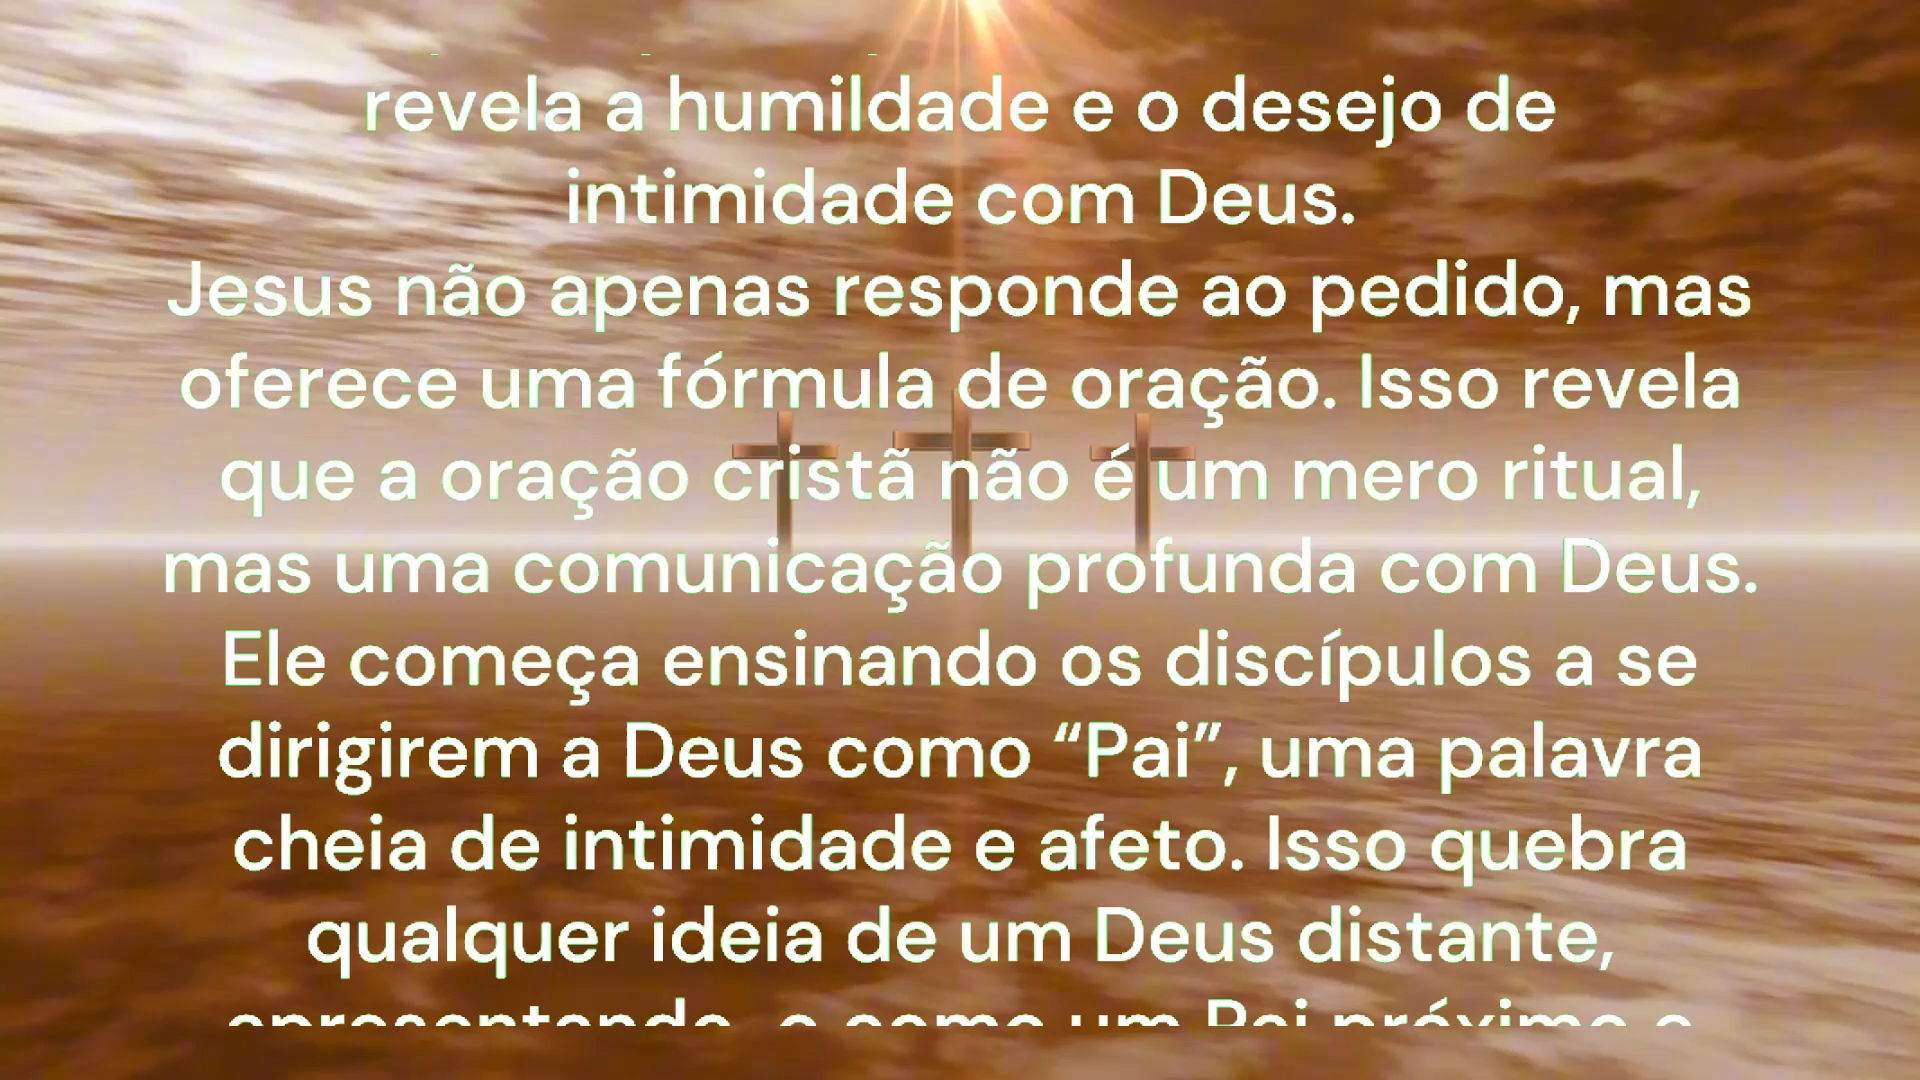 revela a humildade e o desejo de
intimidade com Deus.
Jesus não apenas responde ao pedido, mas
oferece uma fórmula de oração. Isso revela
que a oração cristã não é um mero ritual,
mas uma comunicação profunda com Deus.
Ele começa ensinando os discípulos a se
dirigirem a Deus como “Pai”, uma palavra
cheia de intimidade e afeto. Isso quebra
qualquer ideia de um Deus distante,
apresentando-o como um Pai próximo e